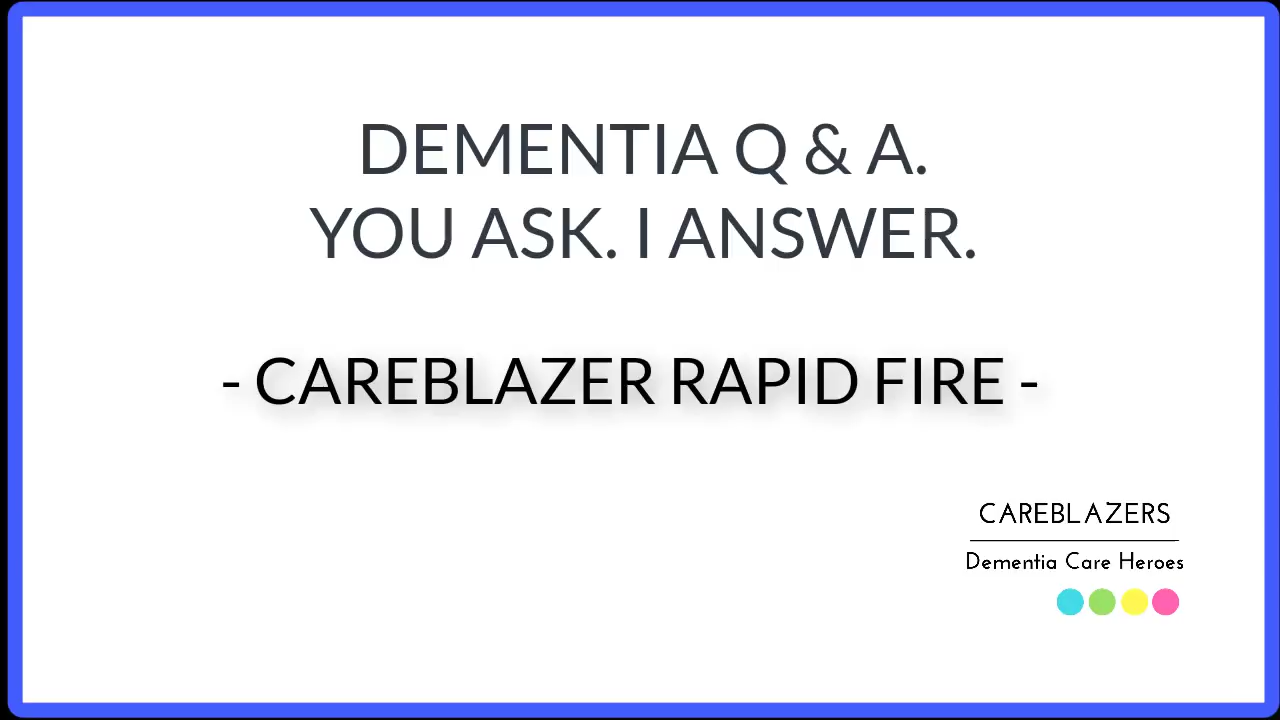 DEMENTIA Q & A.
YOU ASK. I ANSWER.
- CAREBLAZER RAPID FIRE -
CAREBLAZERS
Dementia Care Heroes